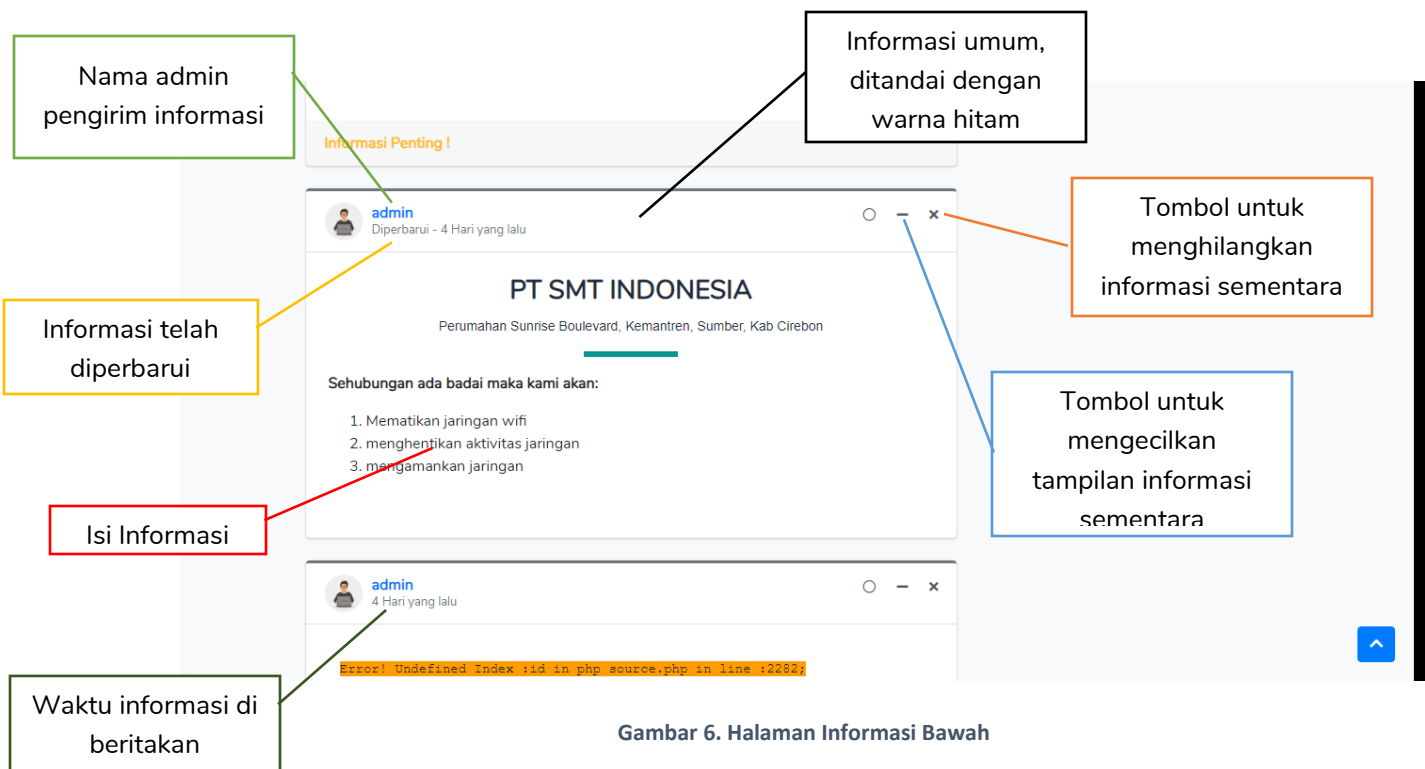 Nama admin
pengirim informasi
Informasi umum,
ditandai dengan
warna hitam
Informasi Penting !
admin
Diperbarui - 4 Hari yang lalu
Tombol untuk
menghilangkan
informasi sementara
PT SMT INDONESIA
Perumahan Sunrise Boulevard, Kemantren, Sumber, Kab Cirebon
Informasi telah
diperbarui
Sehubungan ada badai maka kami akan:
1. Mematikan jaringan wifi
2. menghentikan aktivitas jaringan
3. mengamankan jaringan
Tombol untuk
mengecilkan
tampilan informasi
sementara
Isi Informasi
admin
4 Hari yang lalu
Error! Undefined Index :id in php source.php in line :2282;
Waktu informasi di
beritakan
Gambar 6. Halaman Informasi Bawah